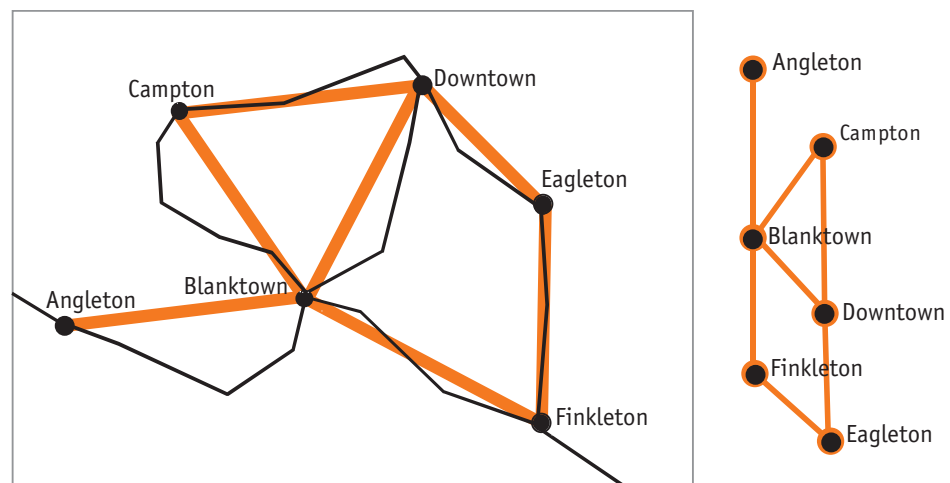 Campton
Downtown
Eagleton
Blanktown
Angleton
Finkleton
Angleton
Campton
Blanktown
Downtown
Finkleton
Eagleton